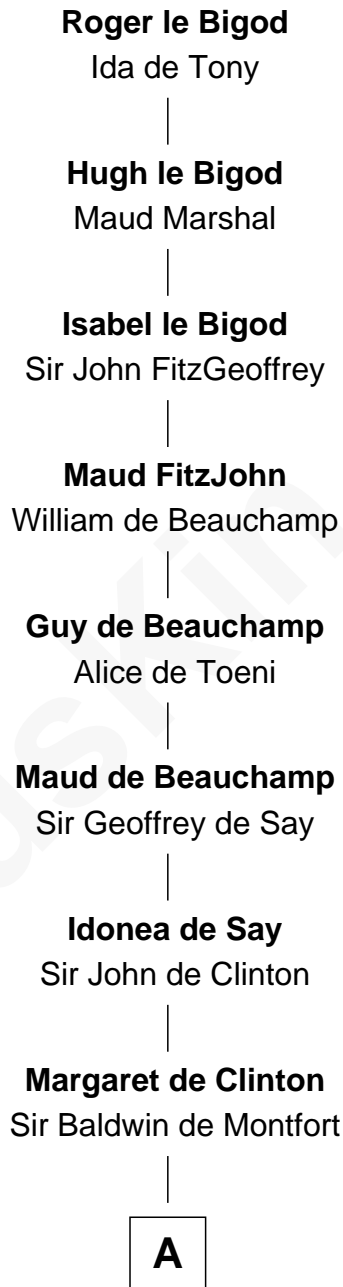 Roger le Bigod
Ida de Tony
Hugh le Bigod
Maud Marshal
Isabel le Bigod
Sir John FitzGeoffrey
Maud FitzJohn
William de Beauchamp
Guy de Beauchamp
Alice de Toeni
Maud de Beauchamp
Sir Geoffrey de Say
Idonea de Say
Sir John de Clinton
Margaret de Clinton
Sir Baldwin de Montfort
A